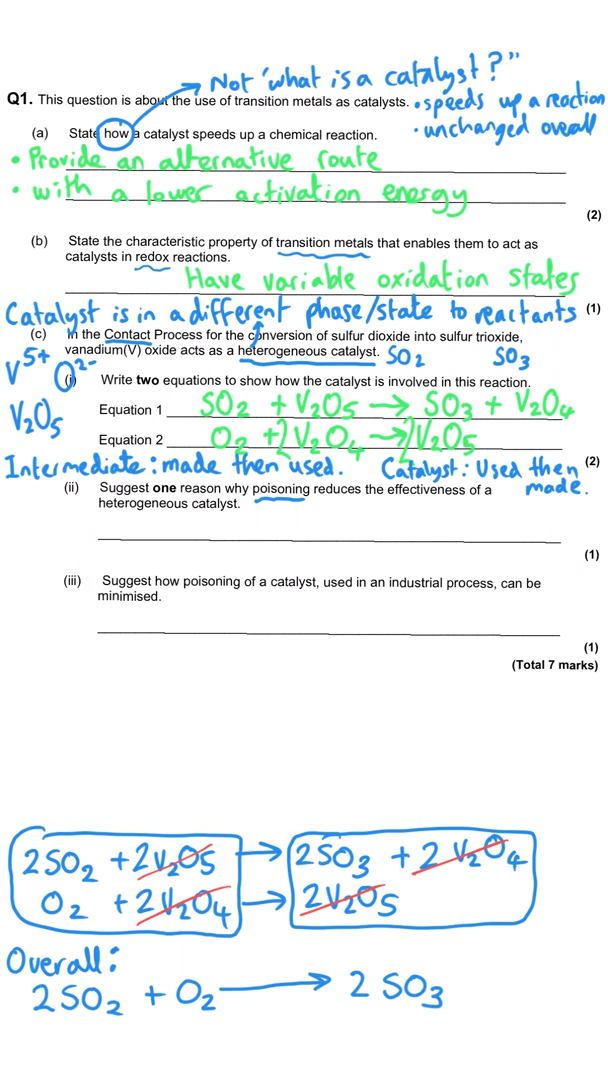 Not 'what is a catalyst?"
Q1. This question is about the use of transition metals as catalysts. • speeds up a reaction
• unchanged overall
(a) State how a catalyst speeds up a chemical reaction.
• Provide an alternative route
• with a lower activation energy
(2)
(b) State the characteristic property of transition metals that enables them to act as
catalysts in redox reactions.
Have variable oxidation states
(1)
Catalyst is in a different phase/state to reactants
(c) In the Contact Process for the conversion of sulfur dioxide into sulfur trioxide,
vanadium(V) oxide acts as a heterogeneous catalyst. SO₂ SO₃
V⁵⁺ O²⁻
(i) Write two equations to show how the catalyst is involved in this reaction.
V₂O₅
Equation 1 SO₂ + V₂O₅ → SO₃ + V₂O₄
Equation 2 O₂ + 2V₂O₄ → 2V₂O₅
(2)
Intermediate: made then used. Catalyst: Used then made.
(ii) Suggest one reason why poisoning reduces the effectiveness of a
heterogeneous catalyst.
(1)
(iii) Suggest how poisoning of a catalyst, used in an industrial process, can be
minimised.
(1)
(Total 7 marks)
2SO₂ + 2V₂O₅ → 2SO₃ + 2V₂O₄
O₂ + 2V₂O₄ → 2V₂O₅
Overall:
2SO₂ + O₂ → 2SO₃